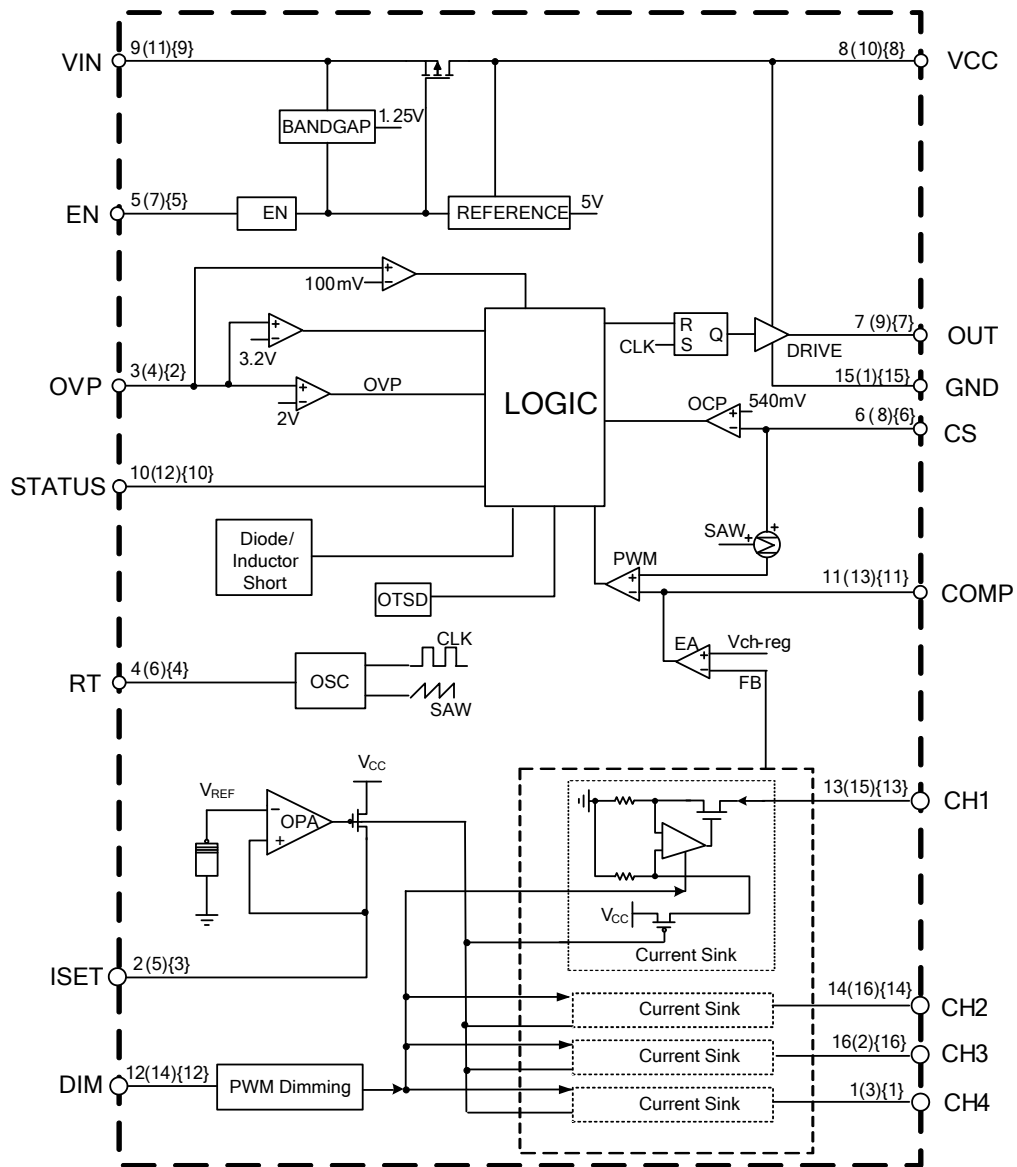 VIN 9(11){9} 8(10){8} VCC
BANDGAP 1.25V
EN 5(7){5} EN REFERENCE 5V
+
−
100mV
+
−
3.2V
OVP 3(4){2}
+
−
2V
OVP
LOGIC
R
S
Q
CLK
DRIVE
7(9){7} OUT
15(1){15} GND
OCP 540mV
+
−
6(8){6} CS
STATUS 10(12){10}
Diode/
Inductor
Short
OTSD
SAW + + Σ
PWM
+
−
11(13){11} COMP
EA
+
−
Vch-reg
FB
RT 4(6){4} OSC
CLK
SAW
VREF
VCC
−
OPA
+
13(15){13} CH1
VCC
Current Sink
ISET 2(5){3}
Current Sink 14(16){14} CH2
Current Sink 16(2){16} CH3
DIM 12(14){12} PWM Dimming
Current Sink 1(3){1} CH4